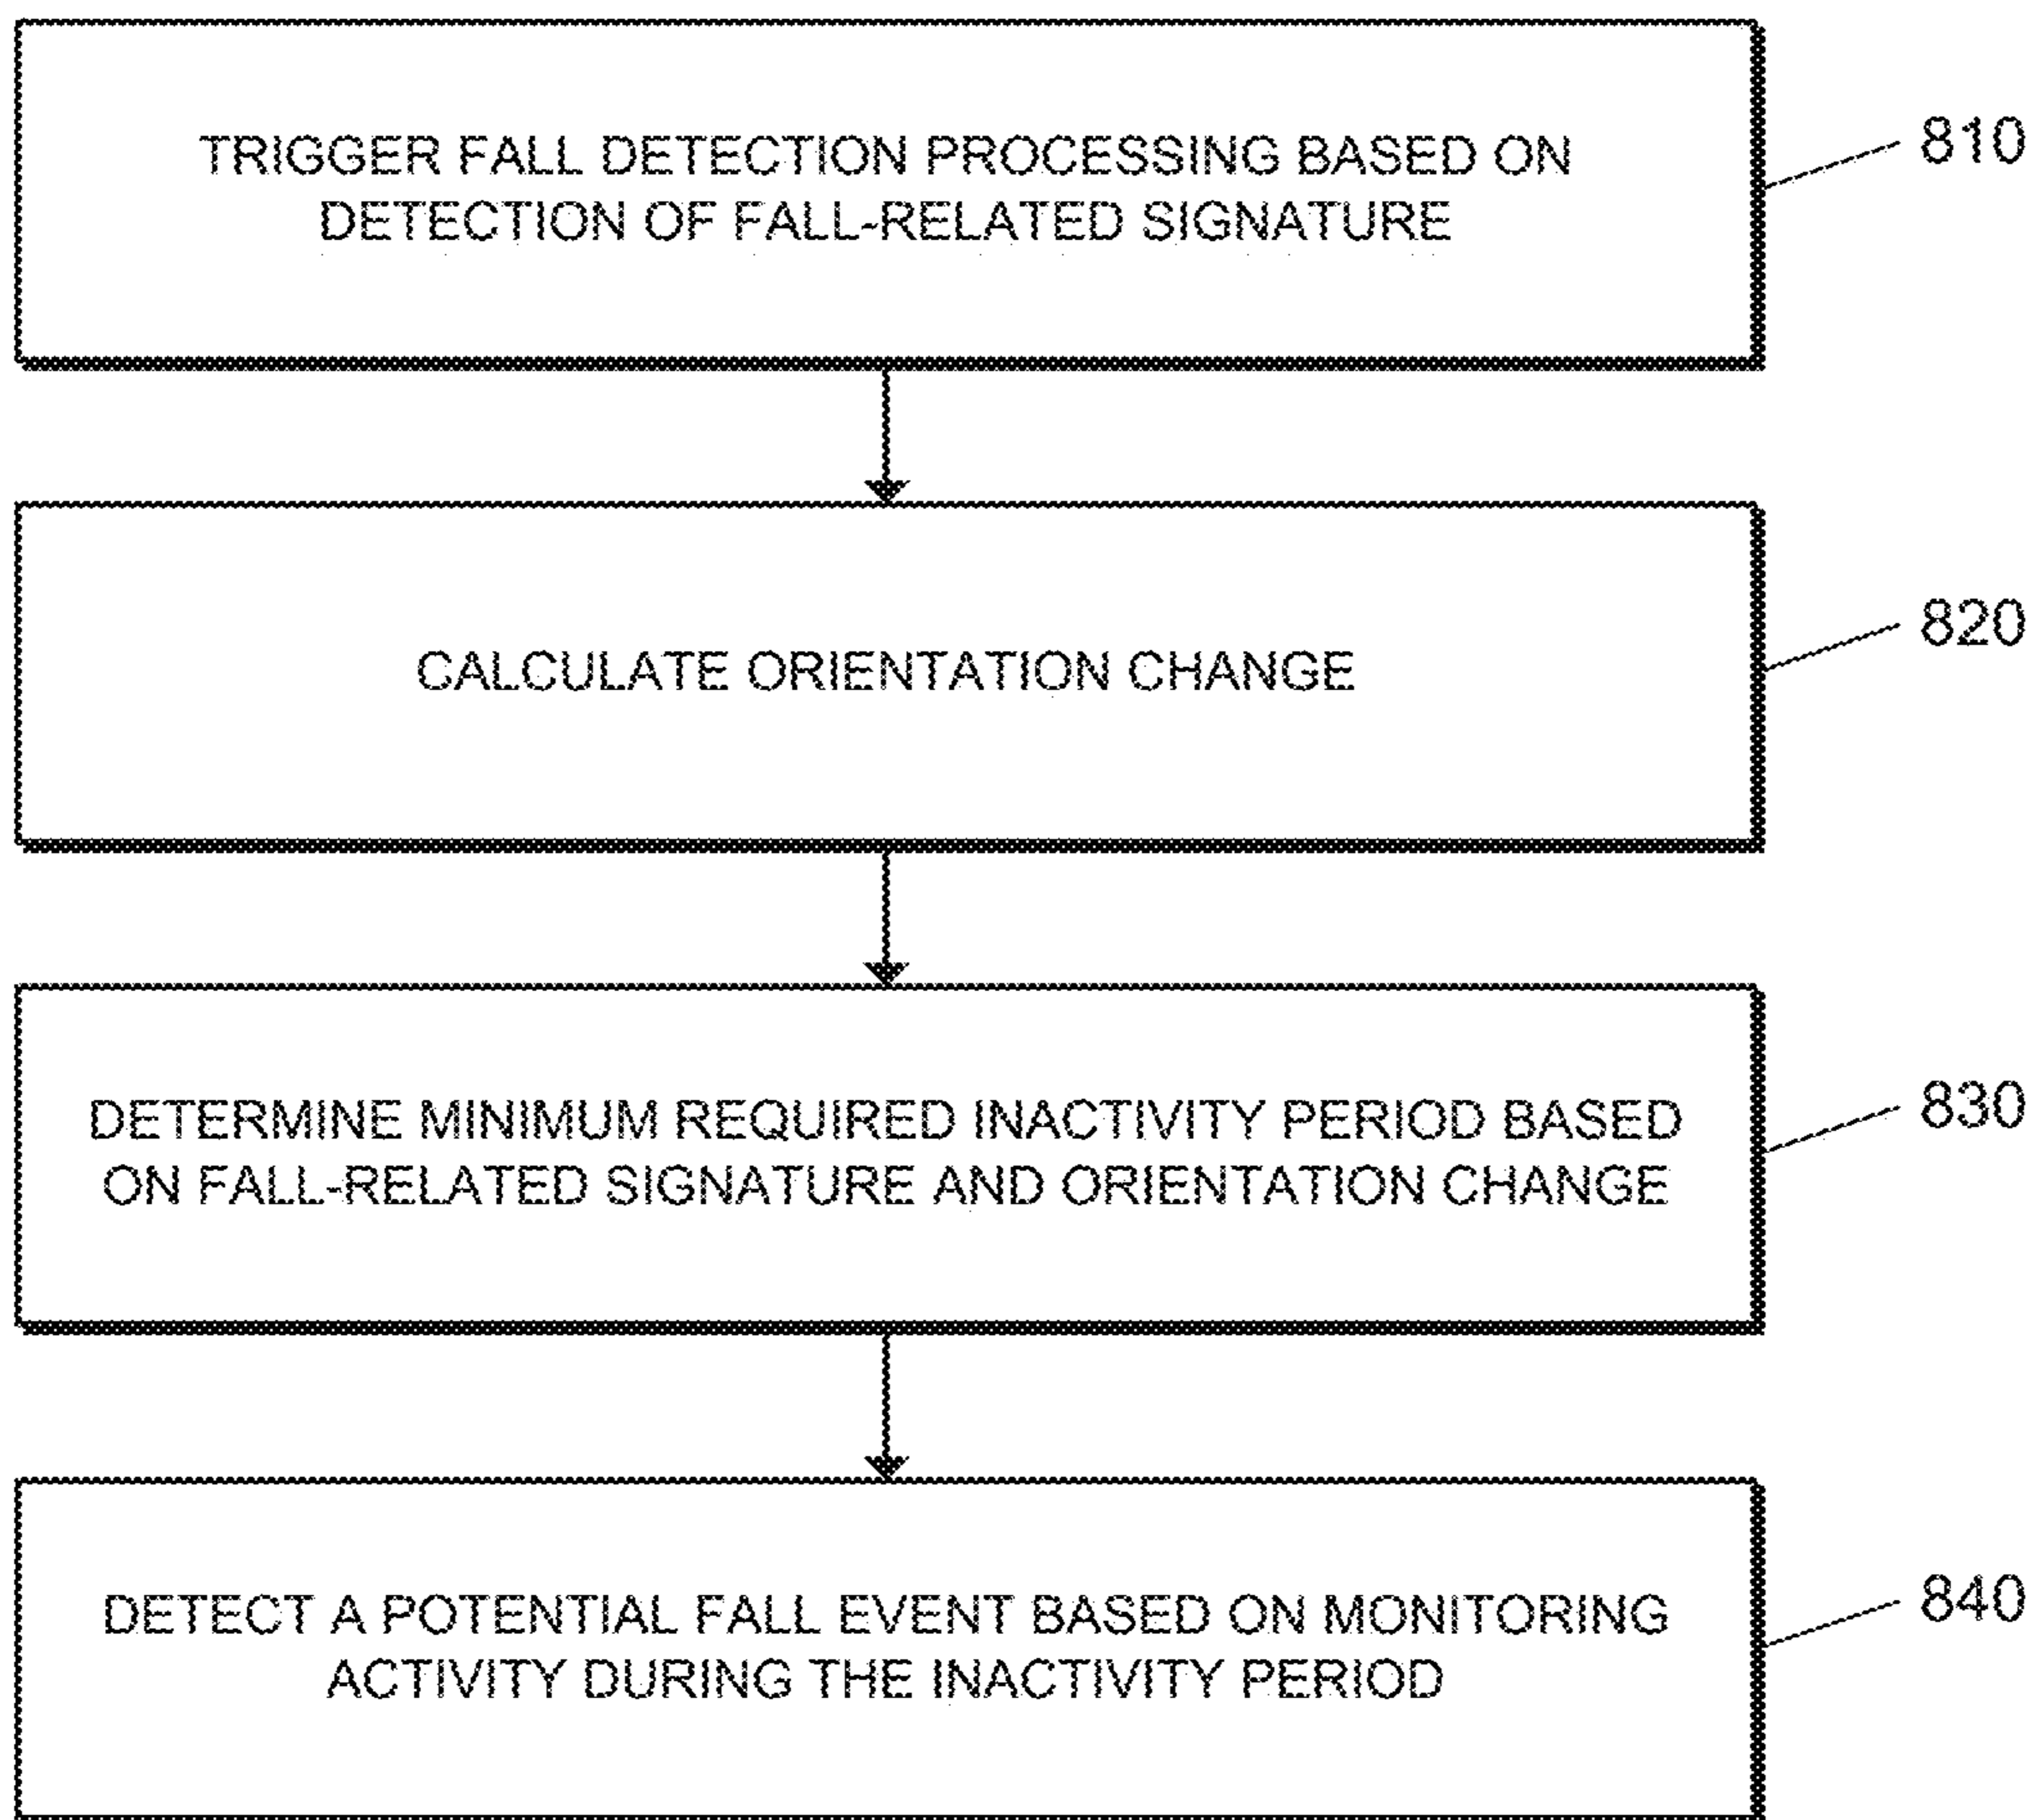 TRIGGER FALL DETECTION PROCESSING BASED ON
DETECTION OF FALL-RELATED SIGNATURE
810
CALCULATE ORIENTATION CHANGE
820
DETERMINE MINIMUM REQUIRED INACTIVITY PERIOD BASED
ON FALL-RELATED SIGNATURE AND ORIENTATION CHANGE
830
DETECT A POTENTIAL FALL EVENT BASED ON MONITORING
ACTIVITY DURING THE INACTIVITY PERIOD
840